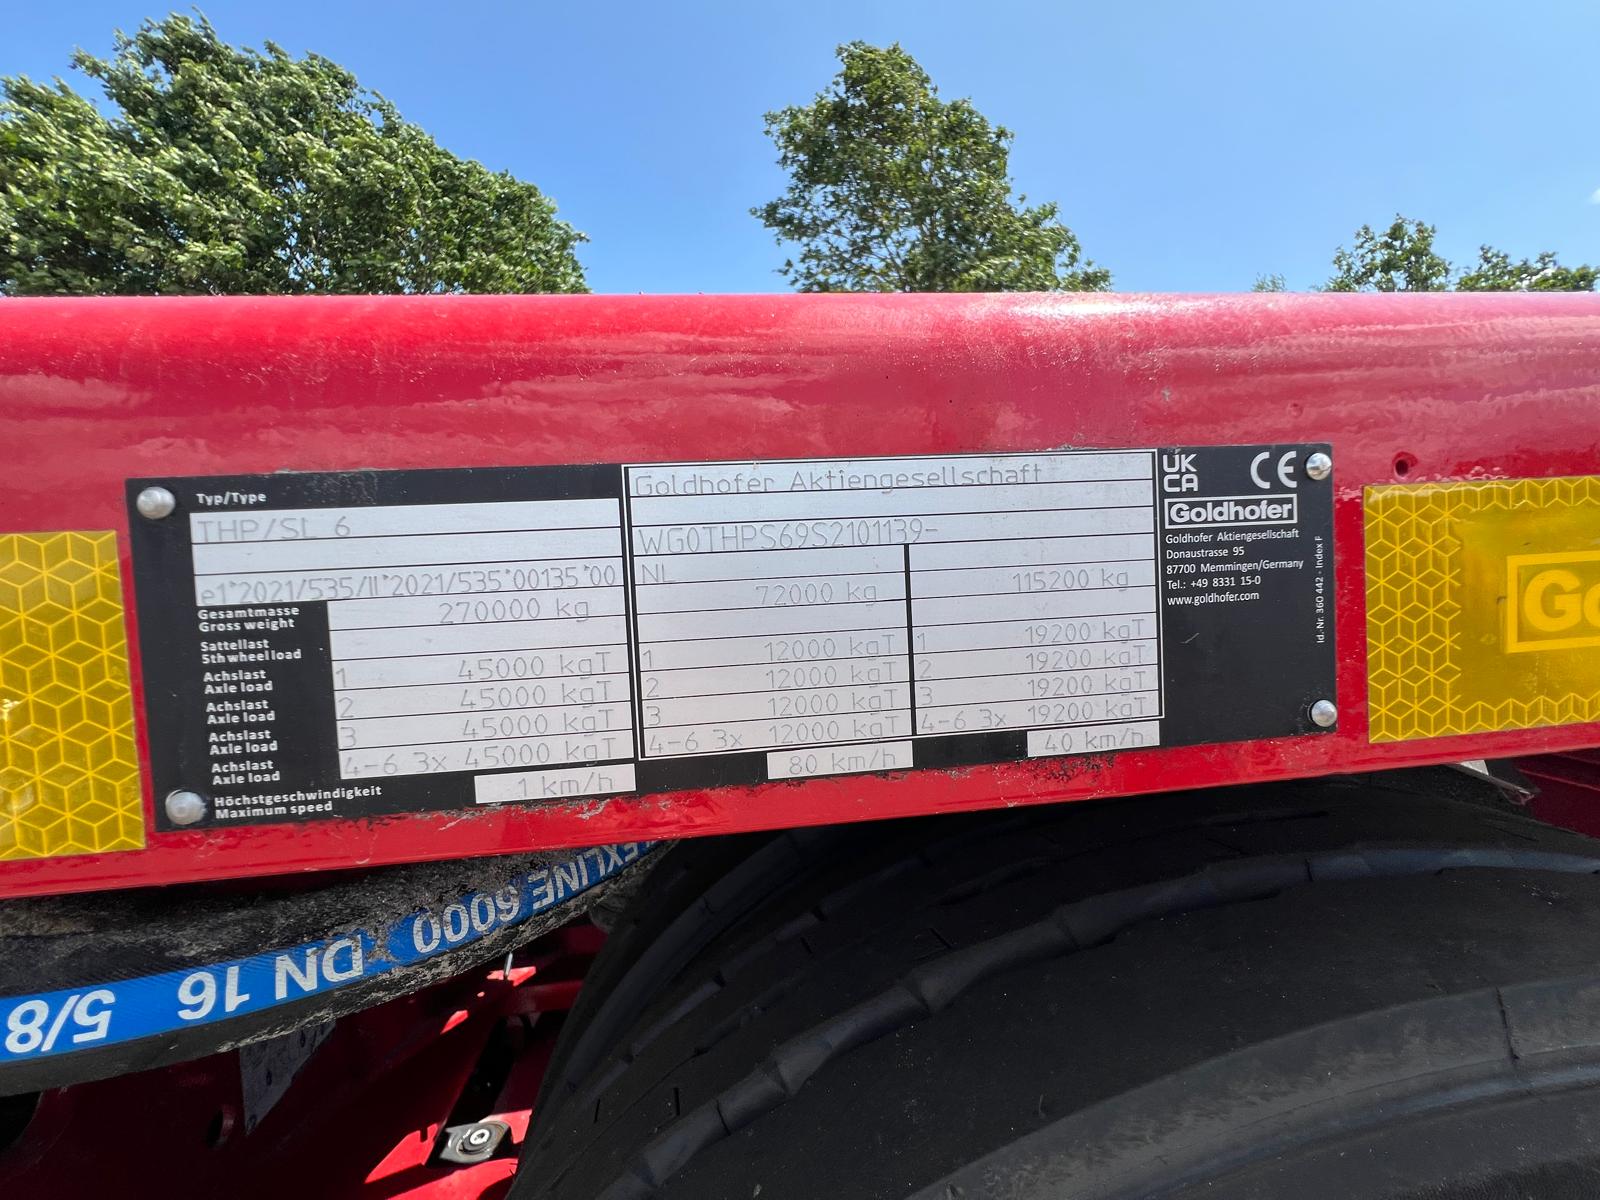 Typ/Type
THP/SL 6
e1*2021/535/II*2021/535*00135*00
Gesamtmasse
Gross weight
270000 kg
Sattellast
5th wheel load
Achslast
Axle load
1 45000 kgT
Achslast
Axle load
2 45000 kgT
Achslast
Axle load
3 45000 kgT
Achslast
Axle load
4-6 3x 45000 kgT
Höchstgeschwindigkeit
Maximum speed
1 km/h
Goldhofer Aktiengesellschaft
WG0THPS69S2101139-
NL
72000 kg
1 12000 kgT
2 12000 kgT
3 12000 kgT
4-6 3x 12000 kgT
80 km/h
115200 kg
1 19200 kgT
2 19200 kgT
3 19200 kgT
4-6 3x 19200 kgT
40 km/h
UK
CA
CE
Goldhofer
Goldhofer Aktiengesellschaft
Donaustrasse 95
87700 Memmingen/Germany
Tel.: +49 8331 15-0
www.goldhofer.com
Id. Nr. 360 442 - Index F
Go
5/8 DN 16 6000 EXLINE